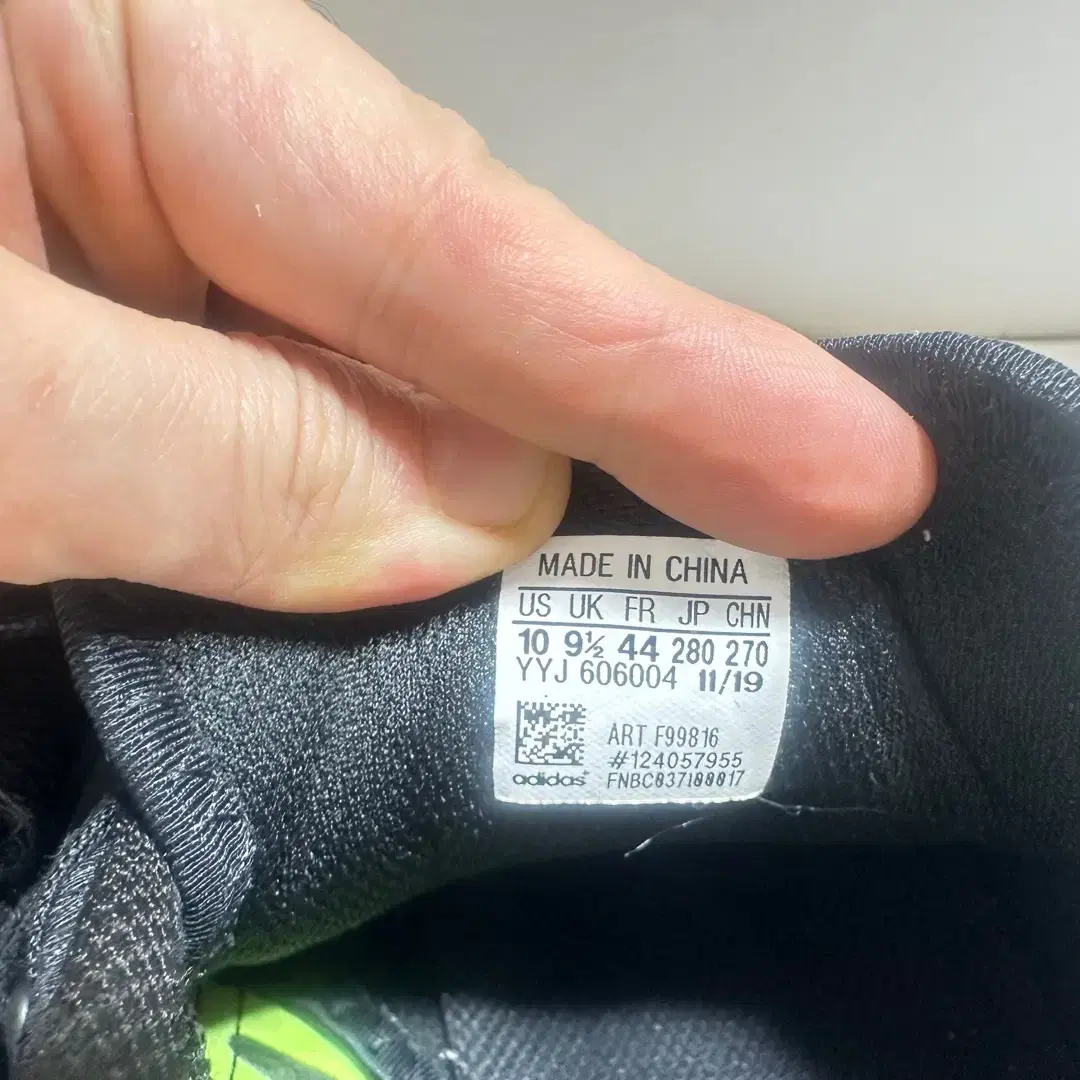 MADE IN CHINA
US UK FR JP CHN
10 9½ 44 280 270
YYJ 606004 11/19
ART F99816
#124057955
adidas FNBC037100017